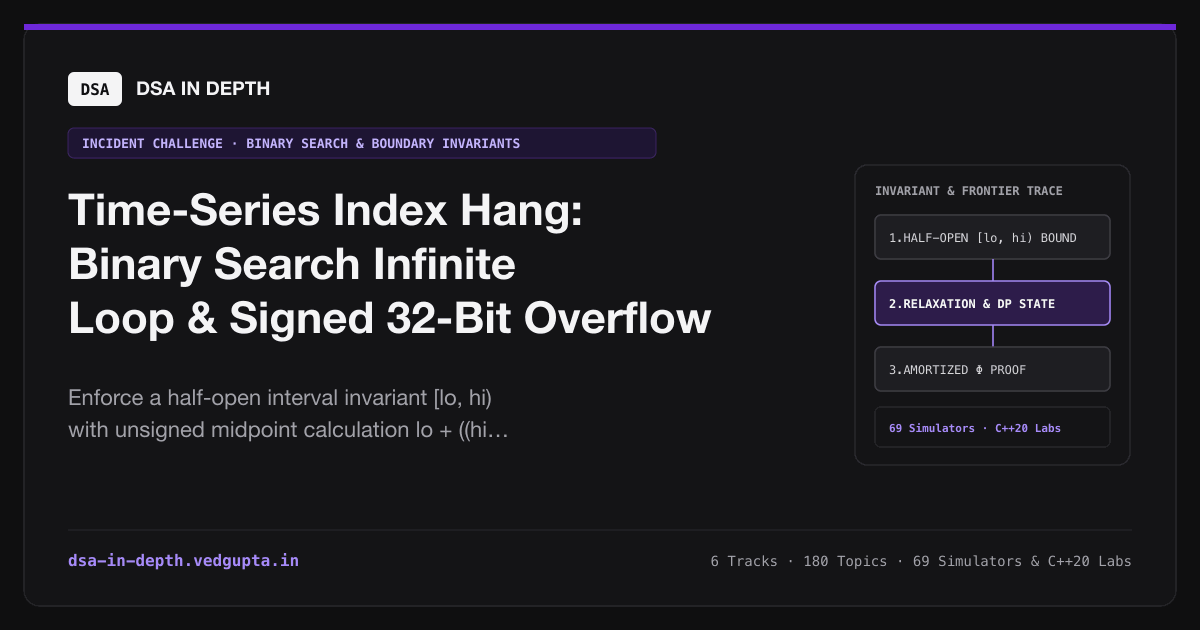 DSA DSA IN DEPTH
INCIDENT CHALLENGE · BINARY SEARCH & BOUNDARY INVARIANTS
Time-Series Index Hang:
Binary Search Infinite
Loop & Signed 32-Bit Overflow
Enforce a half-open interval invariant [lo, hi)
with unsigned midpoint calculation lo + ((hi…
INVARIANT & FRONTIER TRACE
1.HALF-OPEN [lo, hi) BOUND
2.RELAXATION & DP STATE
3.AMORTIZED Φ PROOF
69 Simulators · C++20 Labs
dsa-in-depth.vedgupta.in
6 Tracks · 180 Topics · 69 Simulators & C++20 Labs